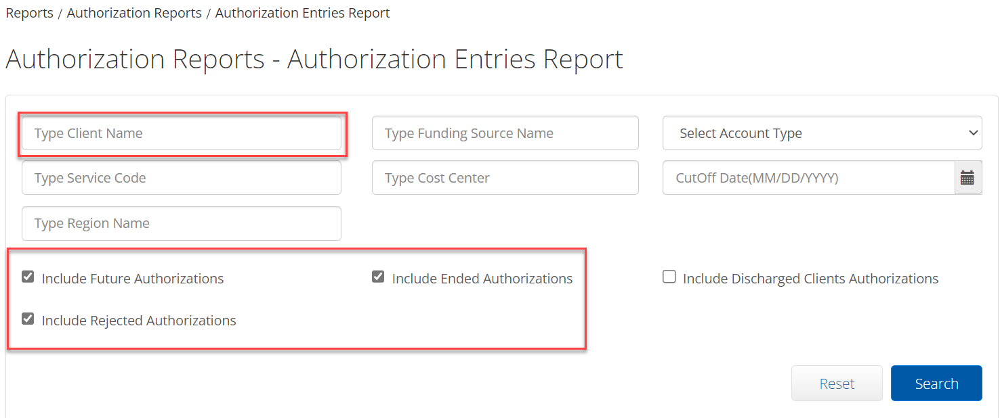 Reports / Authorization Reports / Authorization Entries Report
Authorization Reports - Authorization Entries Report
Type Client Name
Type Funding Source Name
Select Account Type
Type Service Code
Type Cost Center
CutOff Date(MM/DD/YYYY)
Type Region Name
Include Future Authorizations
Include Ended Authorizations
Include Discharged Clients Authorizations
Include Rejected Authorizations
Reset
Search